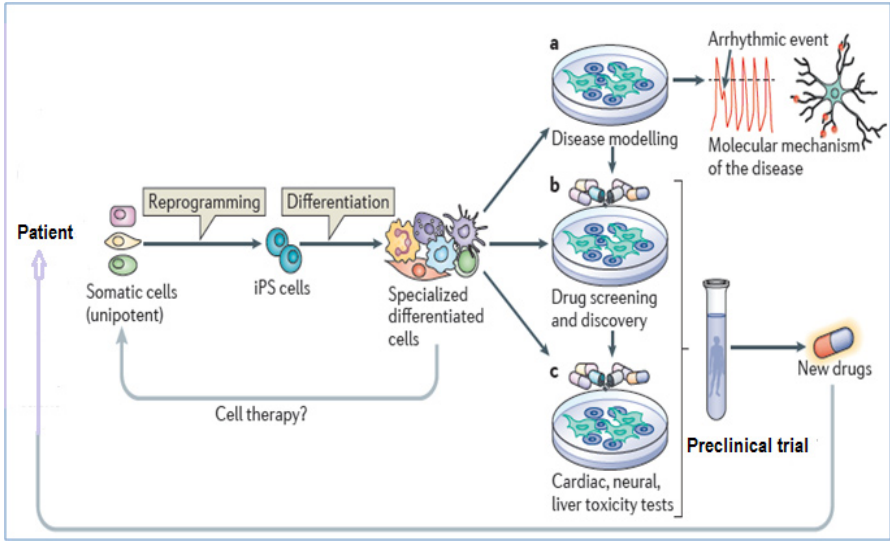 a
Arrhythmic event
Disease modelling
Molecular mechanism
of the disease
Reprogramming
Differentiation
b
Patient
Somatic cells
(unipotent)
iPS cells
Specialized
differentiated
cells
Drug screening
and discovery
New drugs
c
Cell therapy?
Preclinical trial
Cardiac, neural,
liver toxicity tests